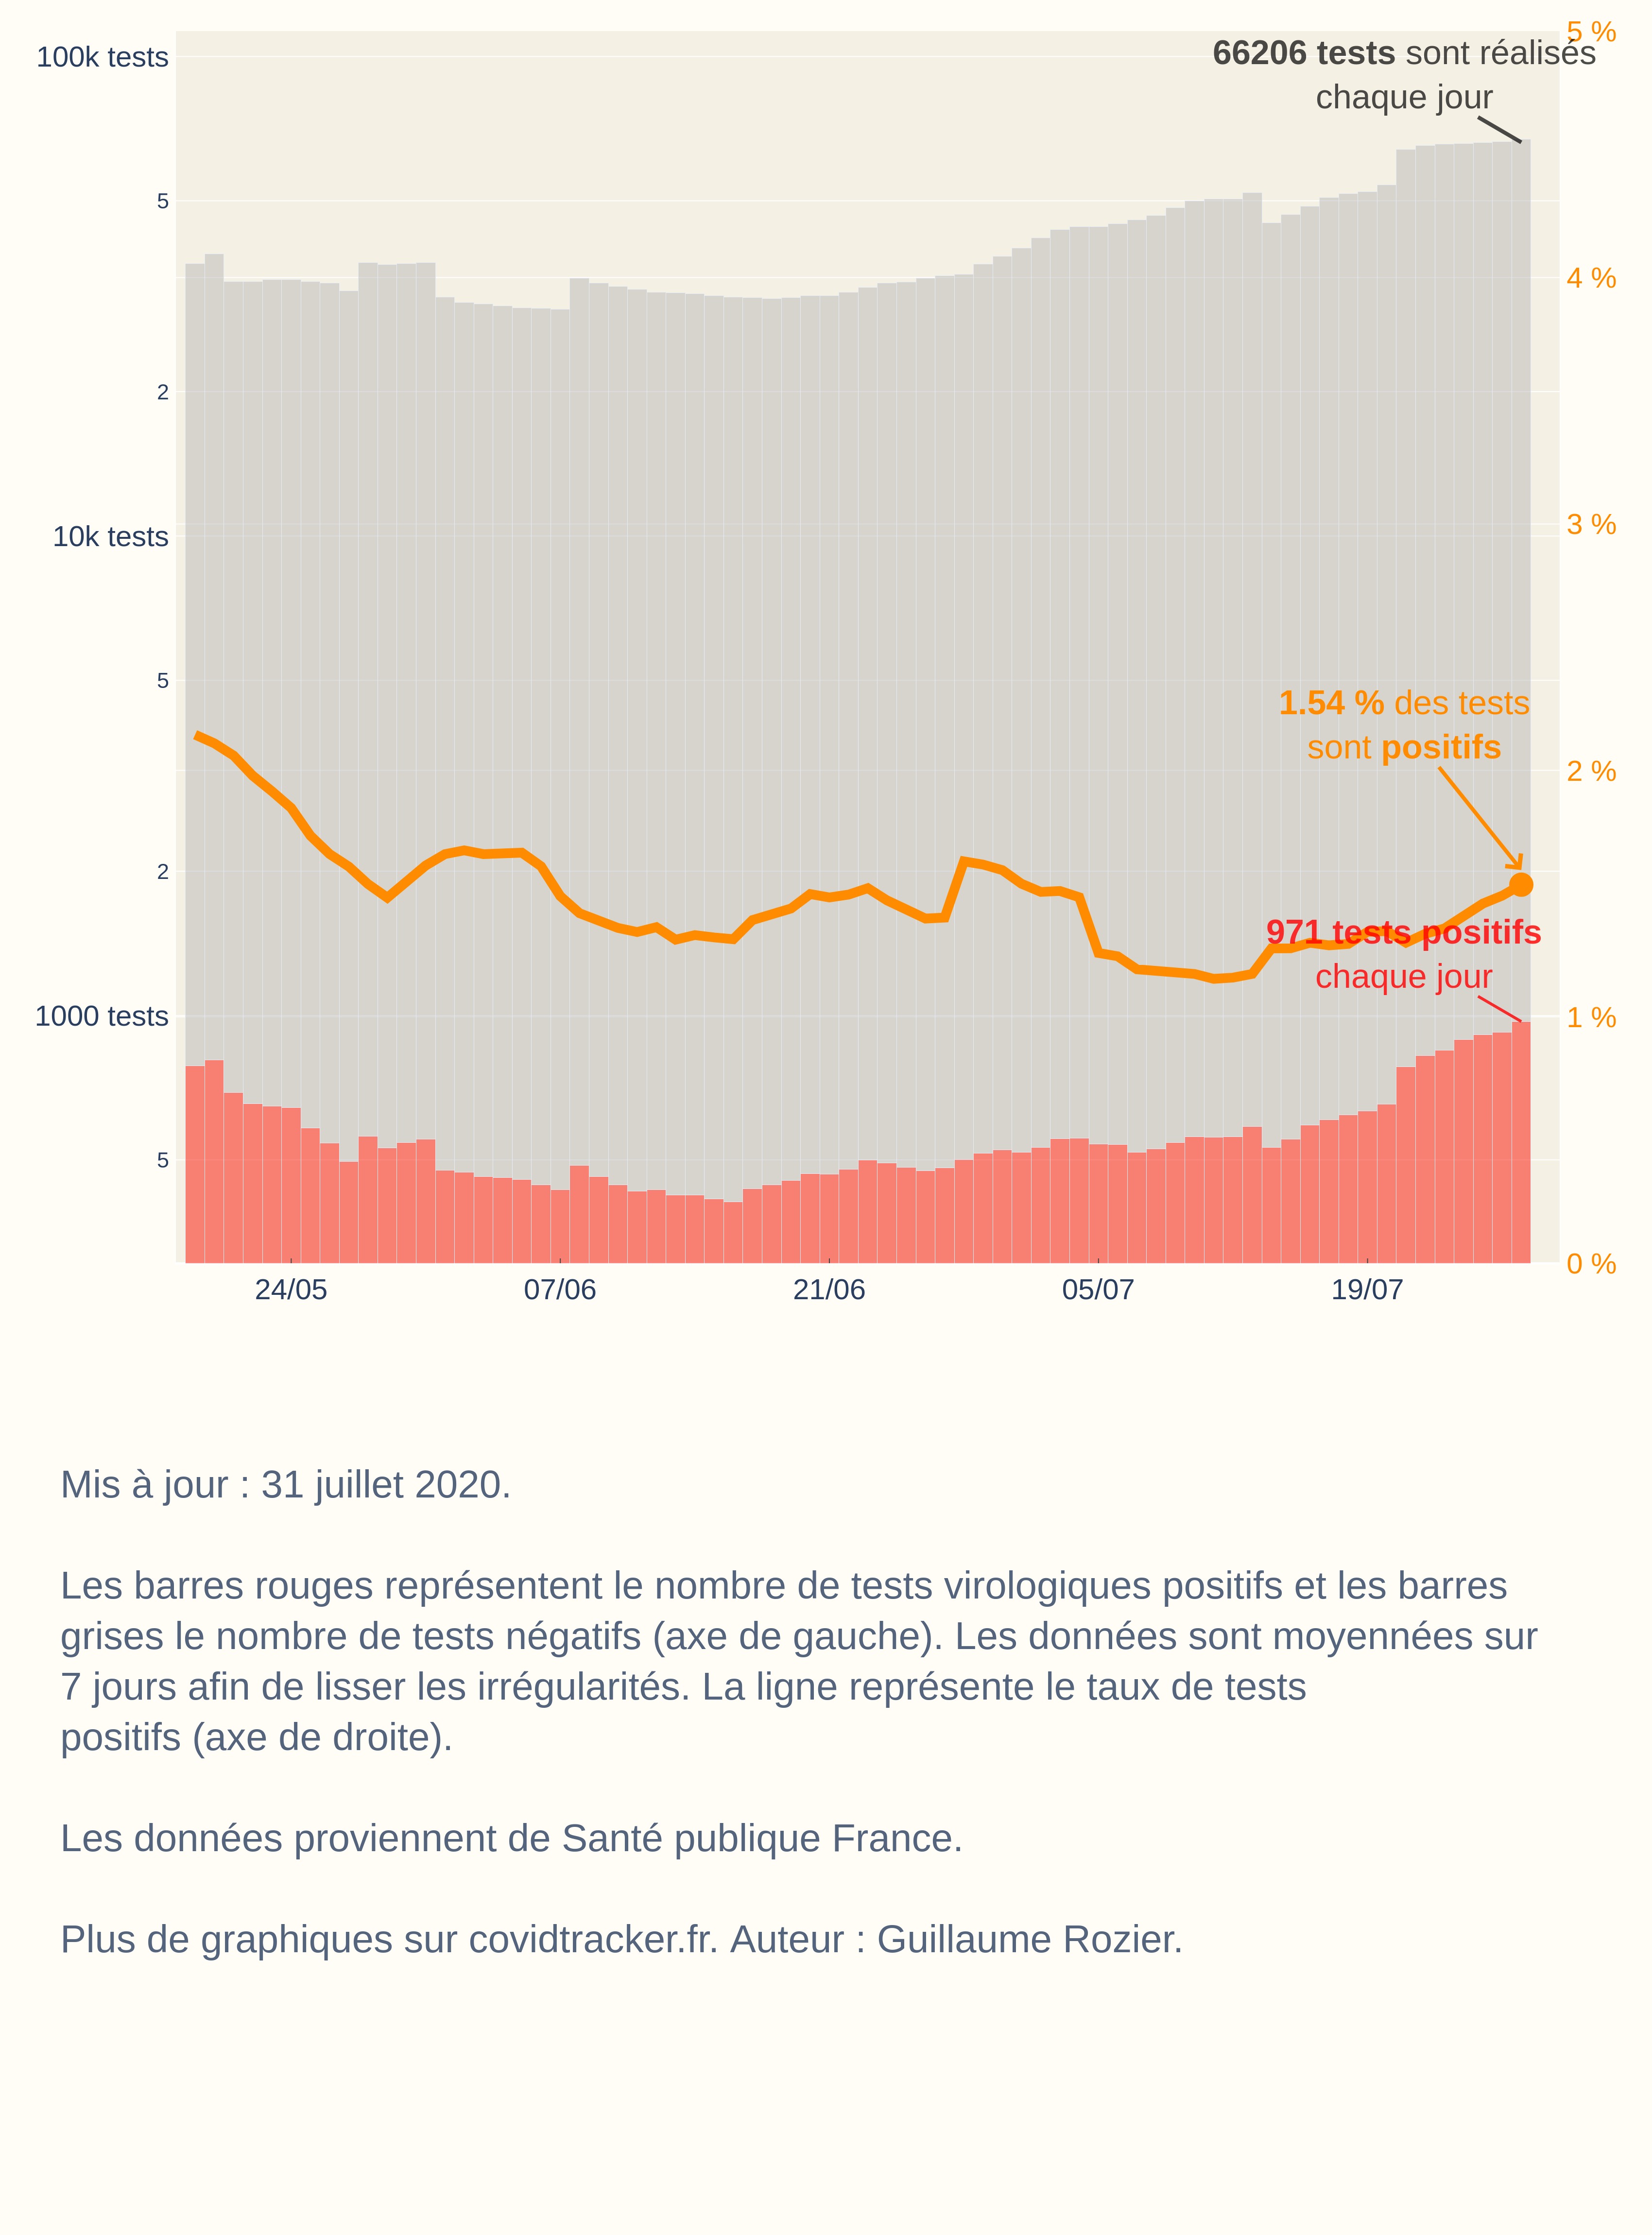 100k tests
5
2
10k tests
5
2
1000 tests
5
5 %
4 %
3 %
2 %
1 %
0 %
66206 tests sont réalisés
chaque jour
1.54 % des tests
sont positifs
971 tests positifs
chaque jour
24/05
07/06
21/06
05/07
19/07
Mis à jour : 31 juillet 2020.
Les barres rouges représentent le nombre de tests virologiques positifs et les barres
grises le nombre de tests négatifs (axe de gauche). Les données sont moyennées sur
7 jours afin de lisser les irrégularités. La ligne représente le taux de tests
positifs (axe de droite).
Les données proviennent de Santé publique France.
Plus de graphiques sur covidtracker.fr. Auteur : Guillaume Rozier.